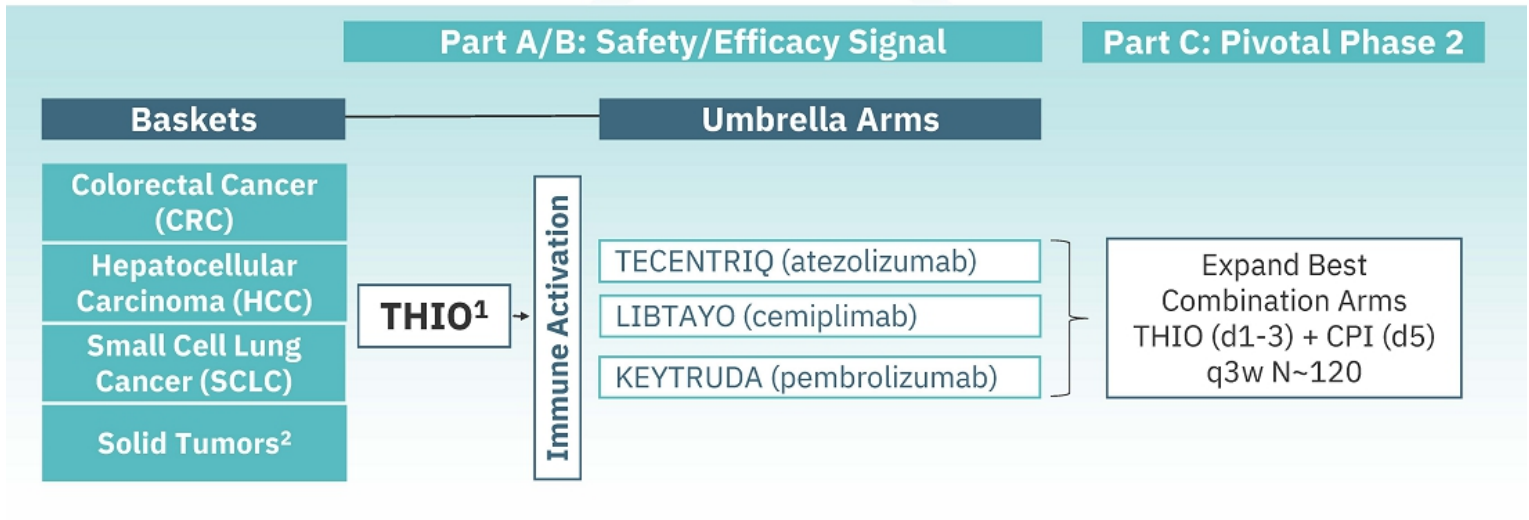 Part A/B: Safety/Efficacy Signal
Part C: Pivotal Phase 2
Baskets
Umbrella Arms
Colorectal Cancer
(CRC)
Hepatocellular
Carcinoma (HCC)
Small Cell Lung
Cancer (SCLC)
Solid Tumors²
THIO¹
Immune Activation
TECENTRIQ (atezolizumab)
LIBTAYO (cemiplimab)
KEYTRUDA (pembrolizumab)
Expand Best
Combination Arms
THIO (d1-3) + CPI (d5)
q3w N~120